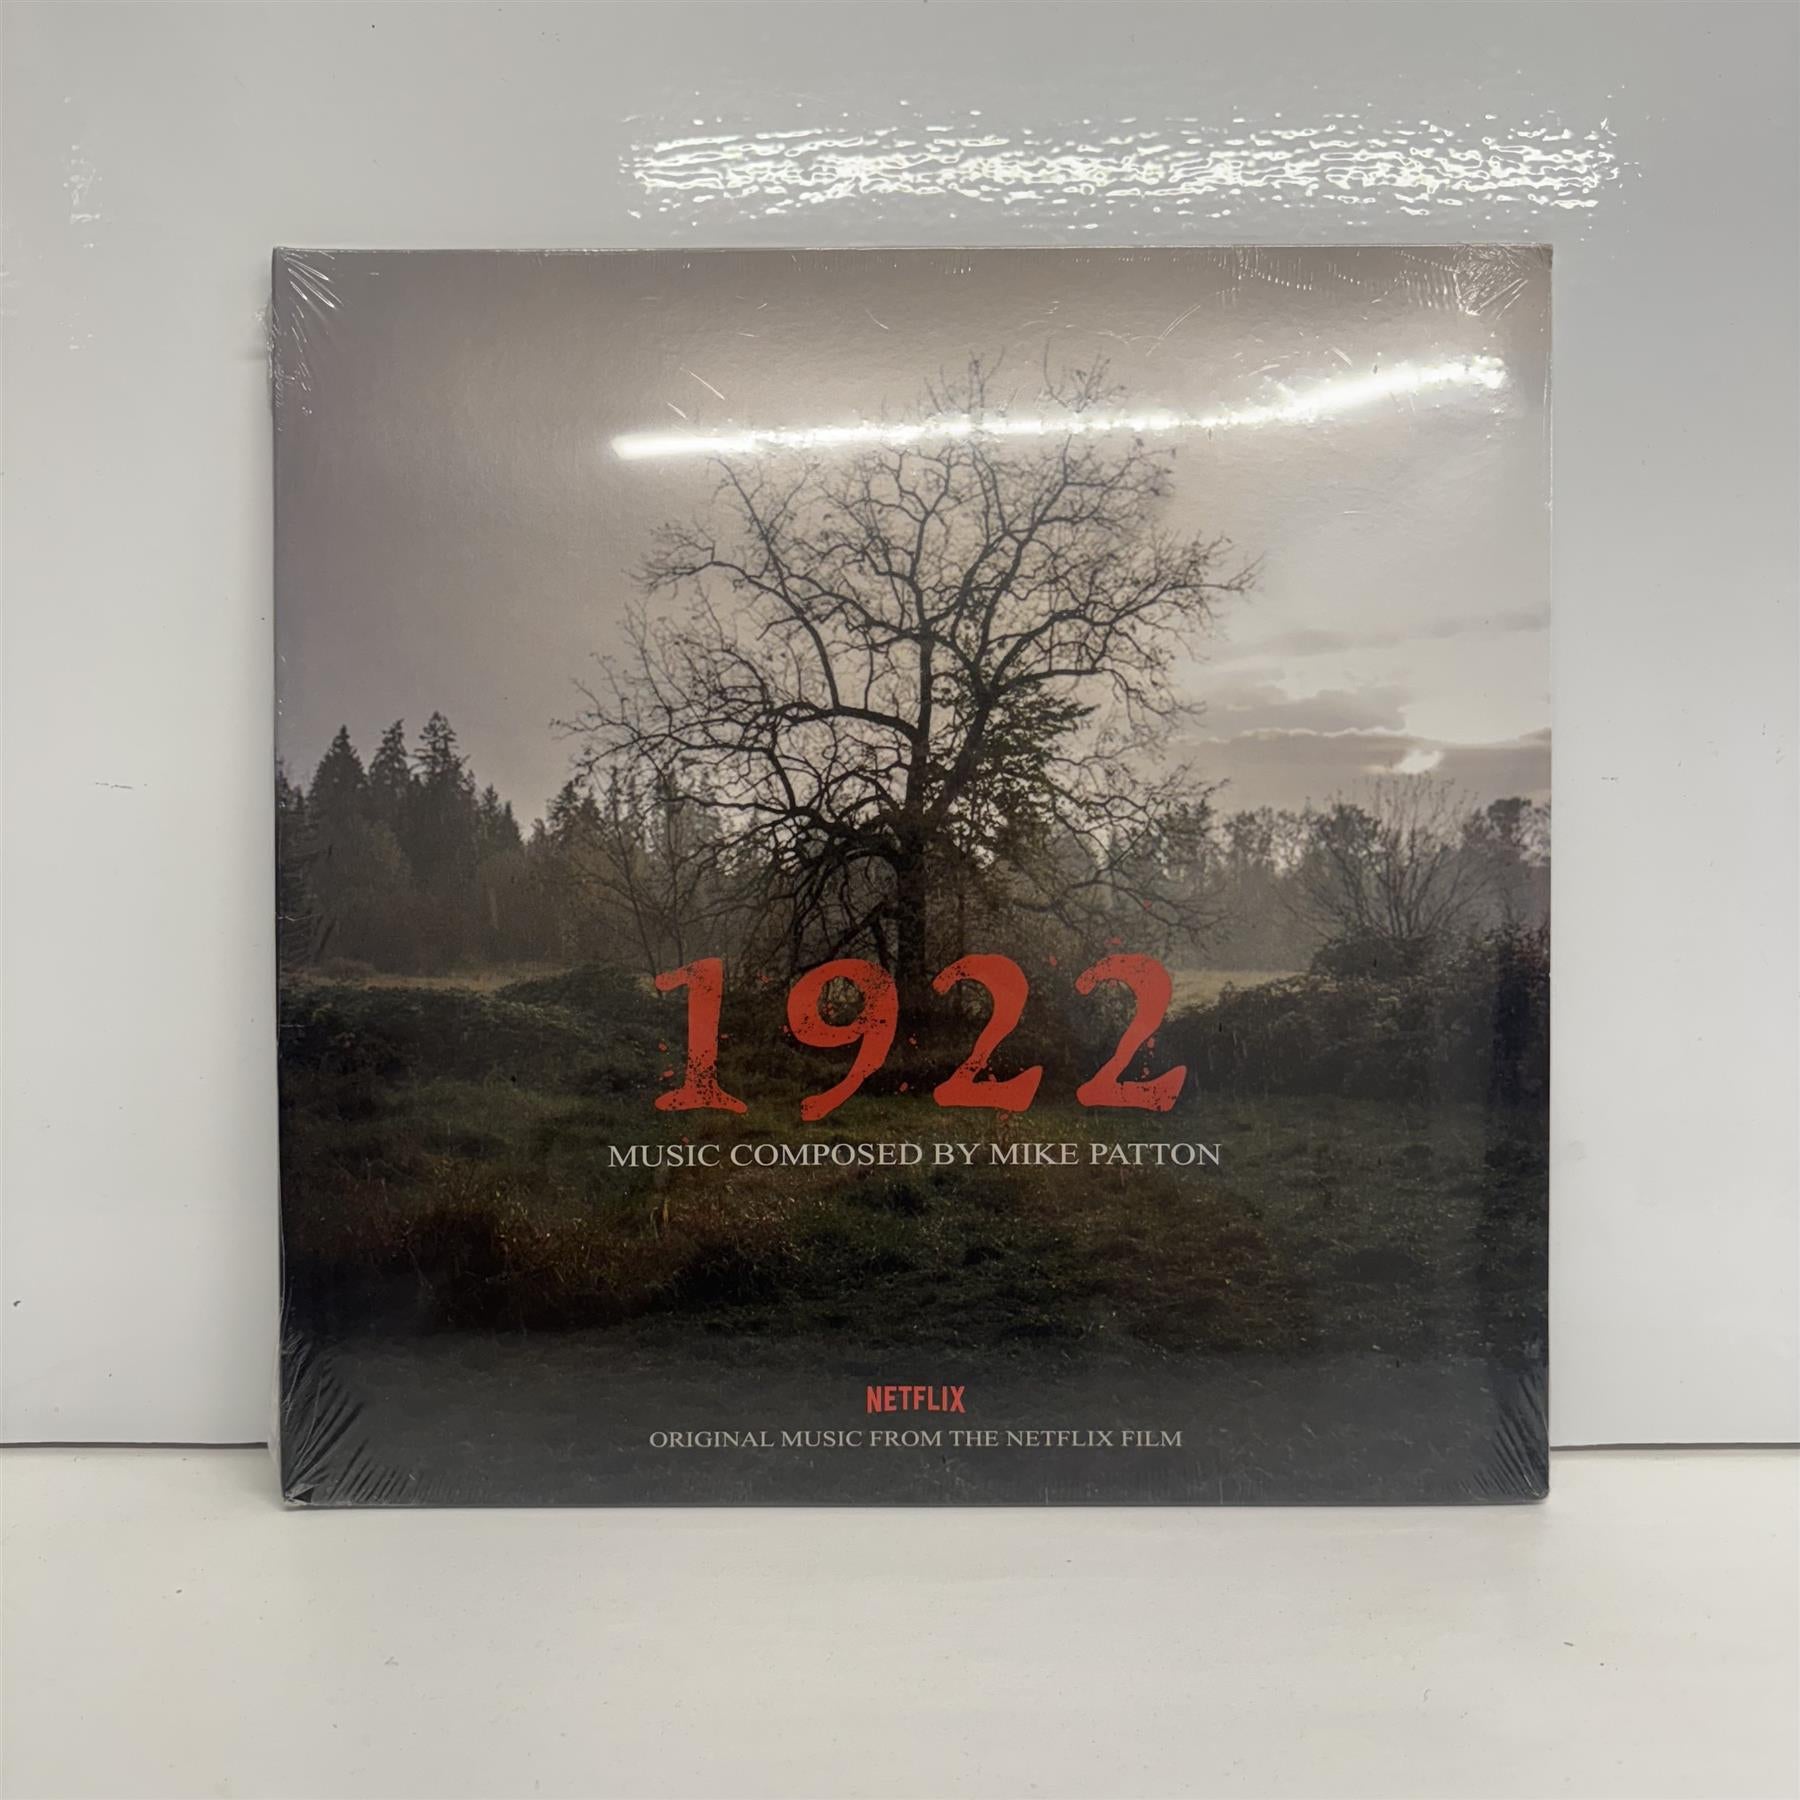 1922
MUSIC COMPOSED BY MIKE PATTON
NETFLIX
ORIGINAL MUSIC FROM THE NETFLIX FILM